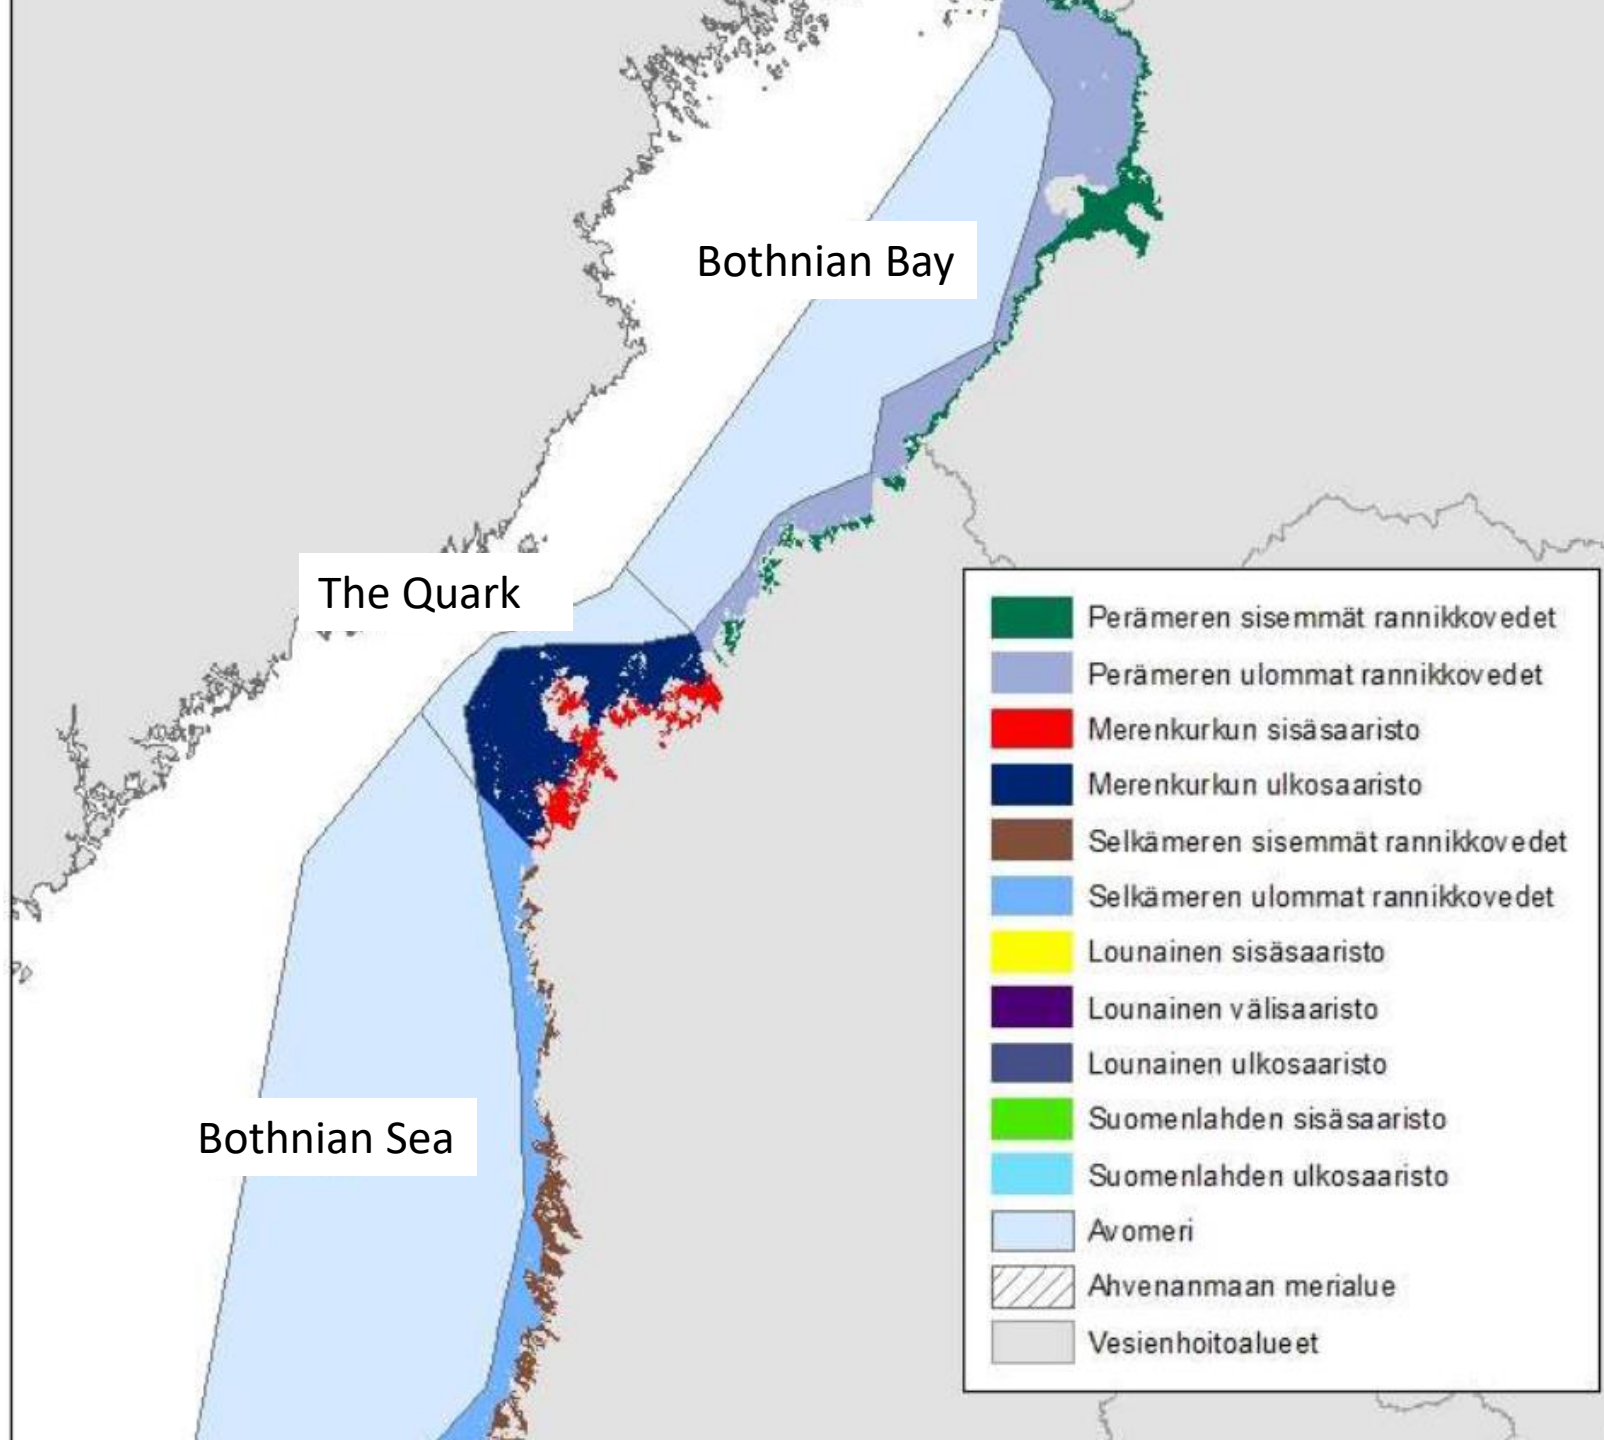 Bothnian Bay
The Quark
Bothnian Sea
Perämeren sisemmät rannikkovedet
Perämeren ulommat rannikkovedet
Merenkurkun sisäsaaristo
Merenkurkun ulkosaaristo
Selkämeren sisemmät rannikkovedet
Selkämeren ulommat rannikkovedet
Lounainen sisäsaaristo
Lounainen välisaaristo
Lounainen ulkosaaristo
Suomenlahden sisäsaaristo
Suomenlahden ulkosaaristo
Avomeri
Ahvenanmaan merialue
Vesienhoitoalueet